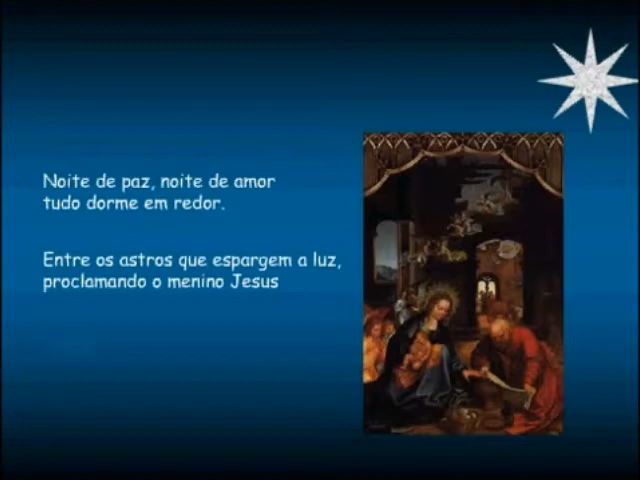 Noite de paz, noite de amor
tudo dorme em redor.
Entre os astros que espargem a luz,
proclamando o menino Jesus